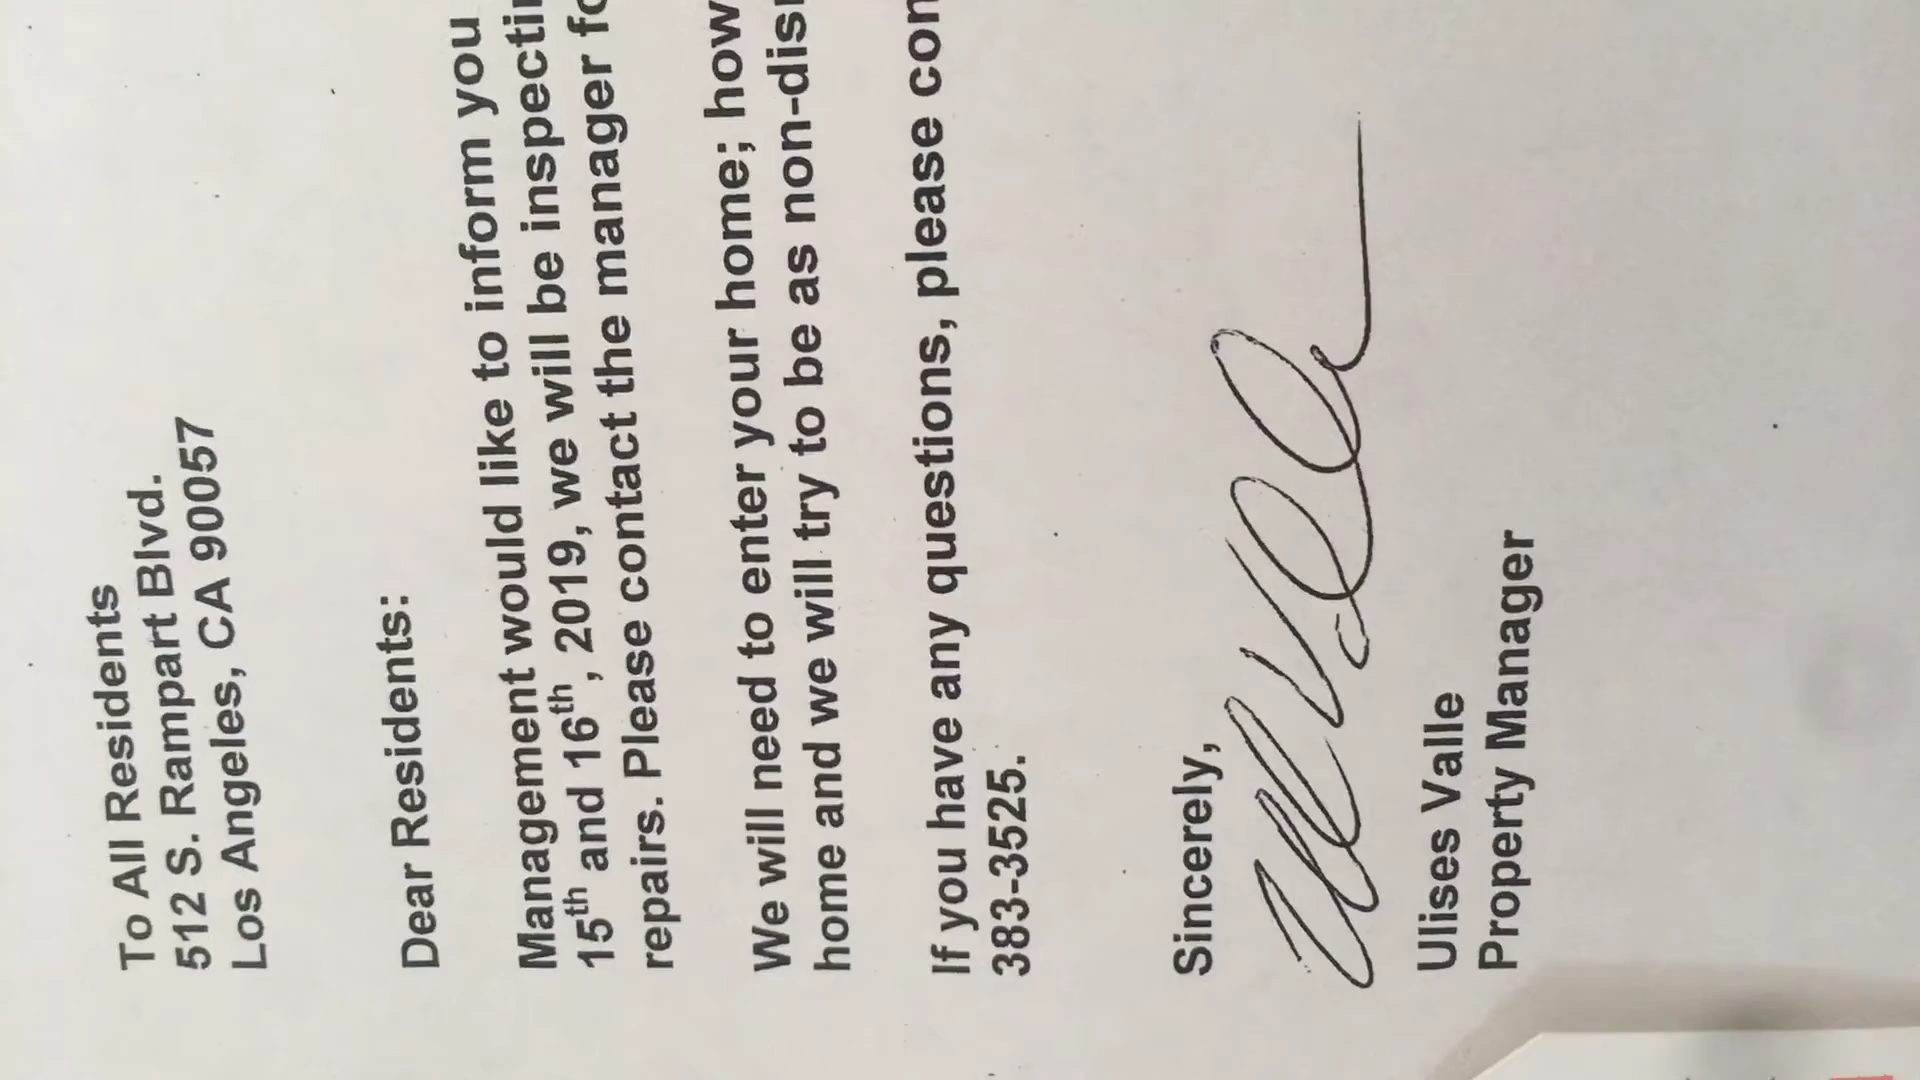 To All Residents
512 S. Rampart Blvd.
Los Angeles, CA 90057
Dear Residents:
Management would like to inform you
15th and 16th, 2019, we will be inspecti
repairs. Please contact the manager fo
We will need to enter your home; how
home and we will try to be as non-dis
If you have any questions, please con
383-3525.
Sincerely,
Ulises Valle
Property Manager